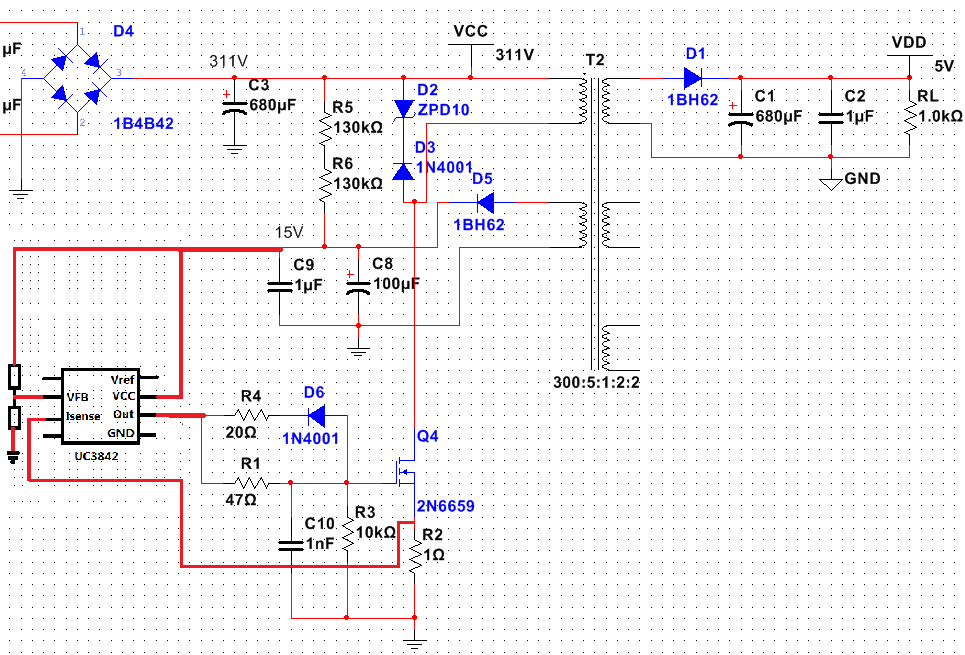 μF
μF
D4
1
4
3
2
1B4B42
311V
C3
680μF
VCC
311V
R5
130kΩ
R6
130kΩ
D2
ZPD10
D3
1N4001
D5
1BH62
T2
300:5:1:2:2
D1
1BH62
VDD
5V
C1
680μF
C2
1μF
RL
1.0kΩ
GND
15V
C9
1μF
C8
100μF
Vref
VFB
VCC
Isense
Out
GND
UC3842
R4
20Ω
D6
1N4001
R1
47Ω
Q4
2N6659
C10
1nF
R3
10kΩ
R2
1Ω